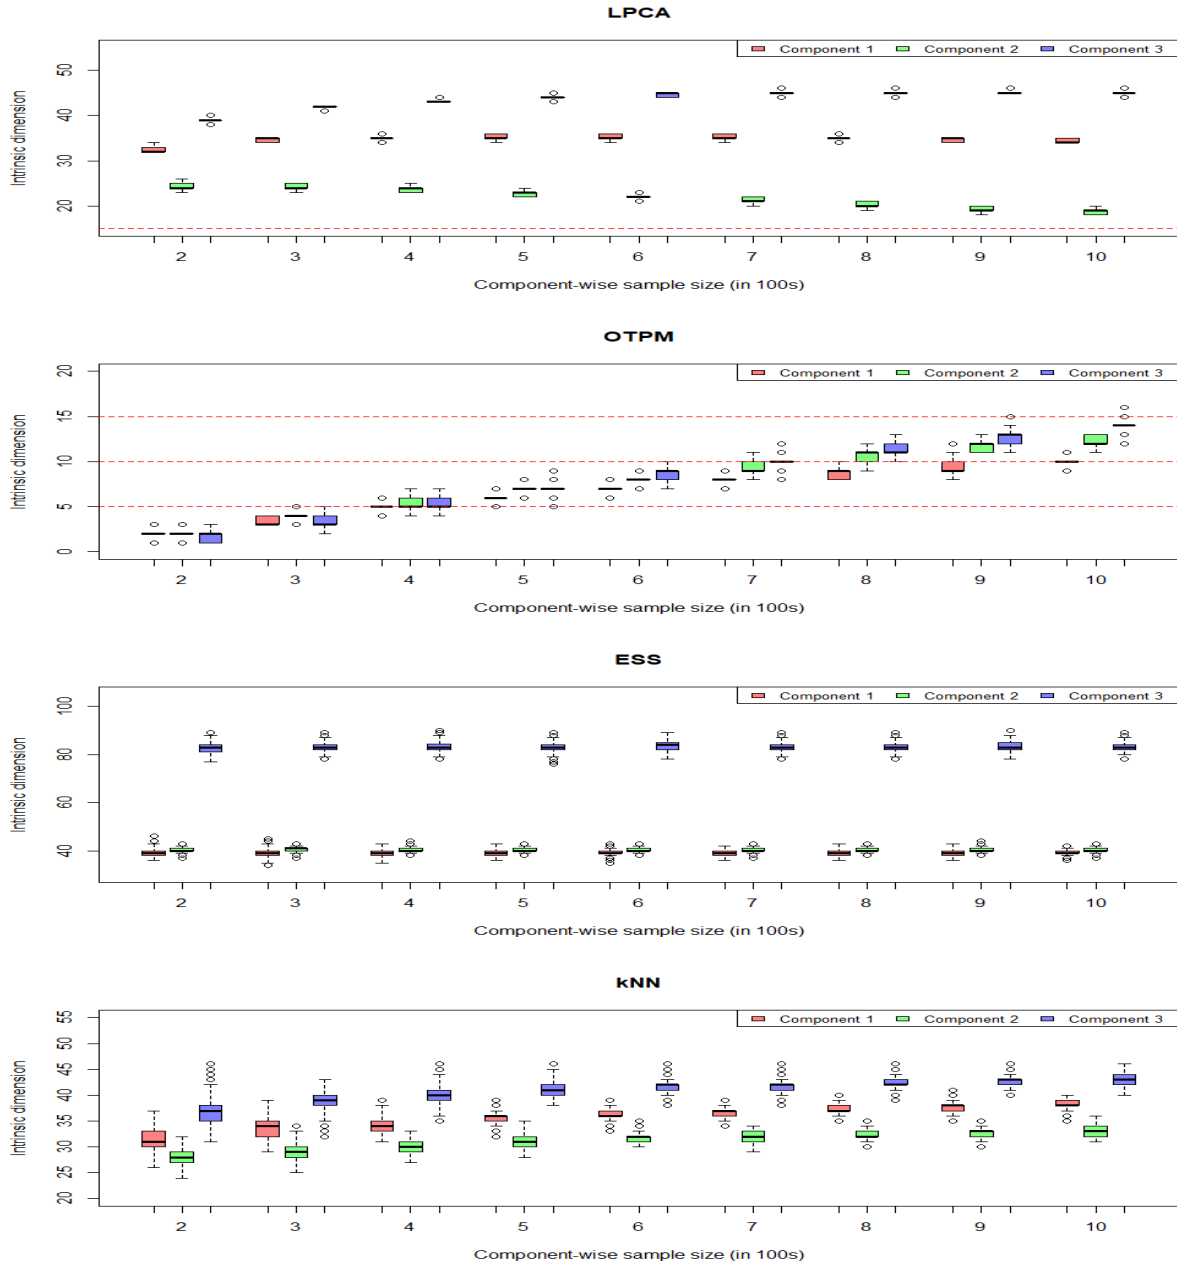 LPCA
Component 1 Component 2 Component 3
50
40
30
20
Intrinsic dimension
2 3 4 5 6 7 8 9 10
Component-wise sample size (in 100s)
OTPM
Component 1 Component 2 Component 3
20
15
10
5
0
Intrinsic dimension
2 3 4 5 6 7 8 9 10
Component-wise sample size (in 100s)
ESS
Component 1 Component 2 Component 3
100
80
60
40
Intrinsic dimension
2 3 4 5 6 7 8 9 10
Component-wise sample size (in 100s)
kNN
Component 1 Component 2 Component 3
55
50
45
40
35
30
25
20
Intrinsic dimension
2 3 4 5 6 7 8 9 10
Component-wise sample size (in 100s)